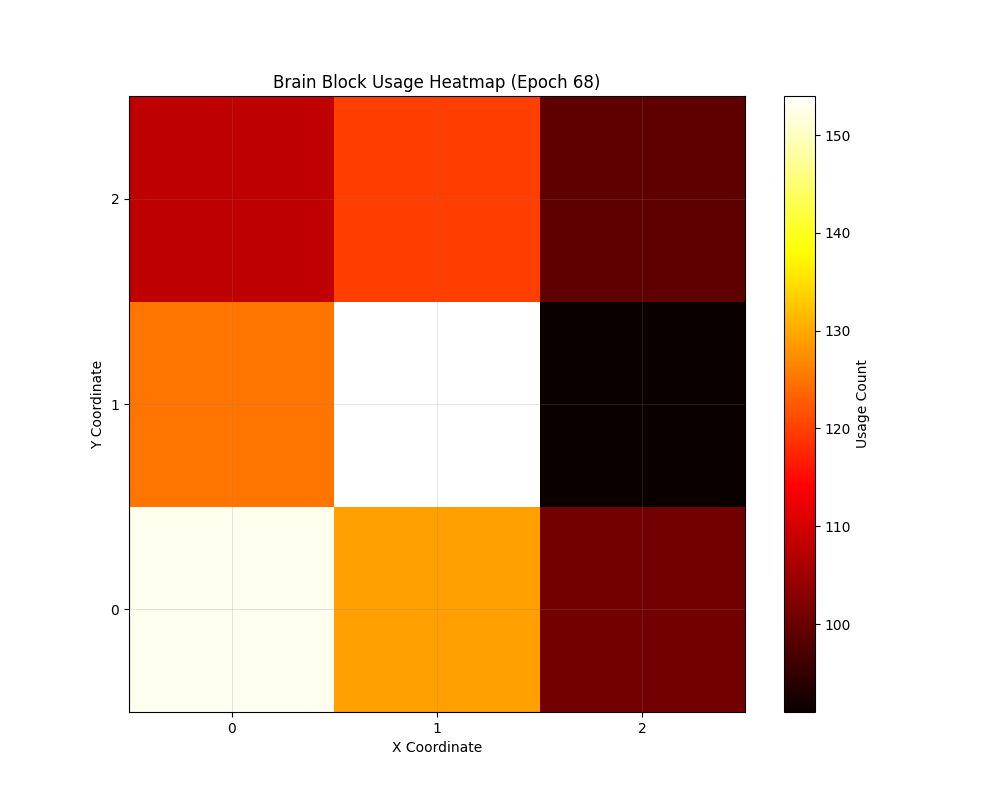 Brain Block Usage Heatmap (Epoch 68)
2
1
0
Y Coordinate
0 1 2
X Coordinate
150
140
130
120
110
100
Usage Count